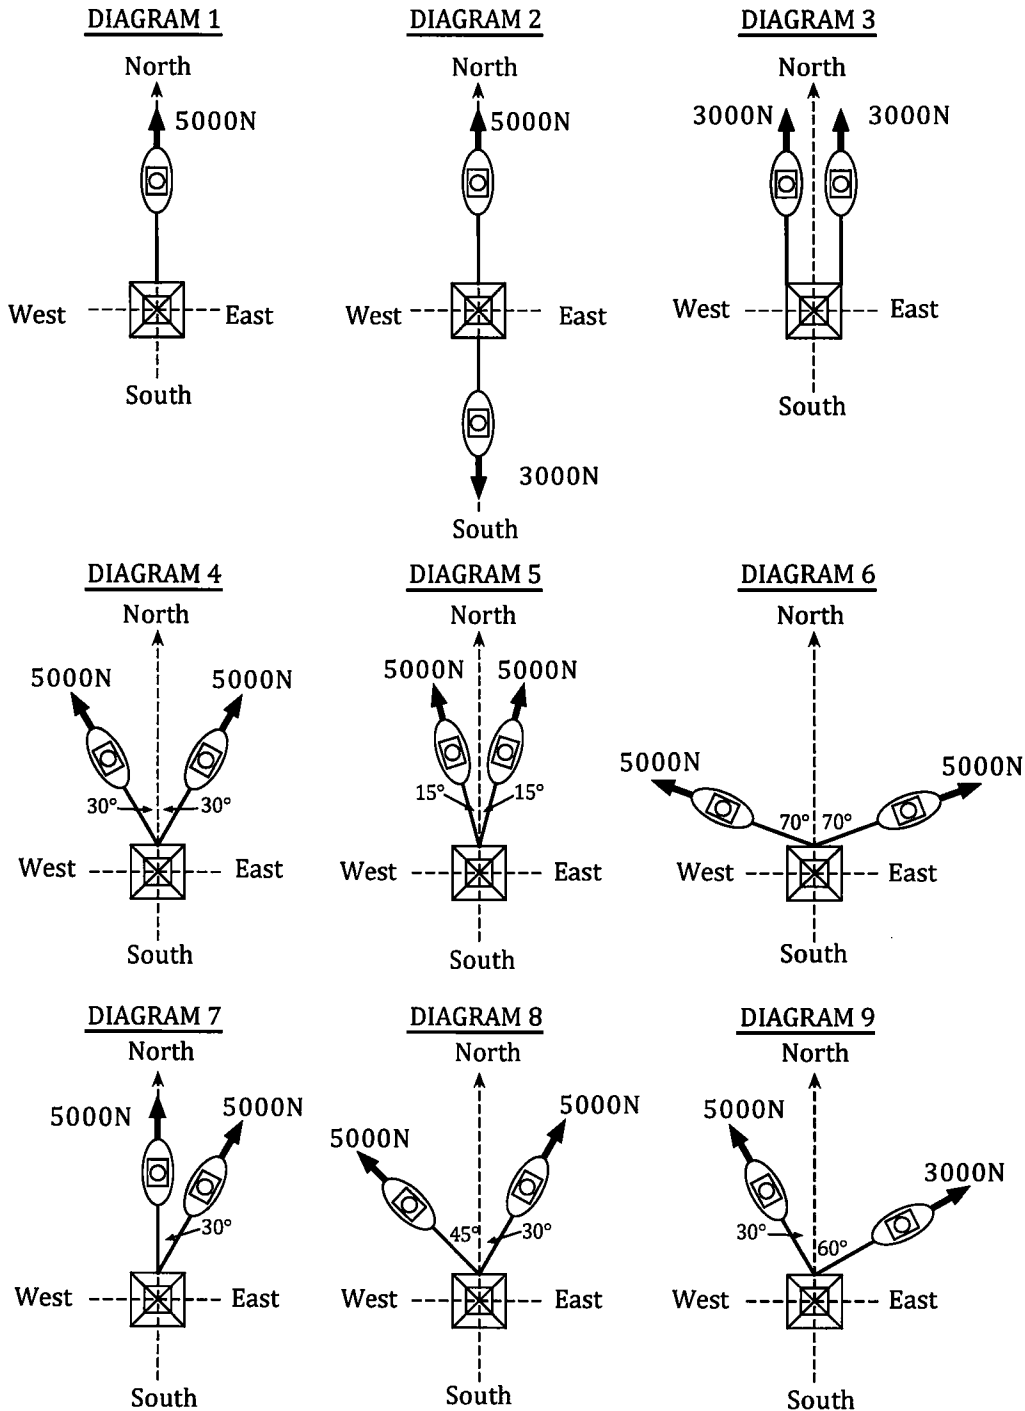 DIAGRAM 1
North
5000N
West
East
South
DIAGRAM 2
North
5000N
West
East
3000N
South
DIAGRAM 3
North
3000N
3000N
West
East
South
DIAGRAM 4
North
5000N
5000N
30°
30°
West
East
South
DIAGRAM 5
North
5000N
5000N
15°
15°
West
East
South
DIAGRAM 6
North
5000N
5000N
70°
70°
West
East
South
DIAGRAM 7
North
5000N
5000N
30°
West
East
South
DIAGRAM 8
North
5000N
5000N
45°
30°
West
East
South
DIAGRAM 9
North
5000N
3000N
30°
60°
West
East
South